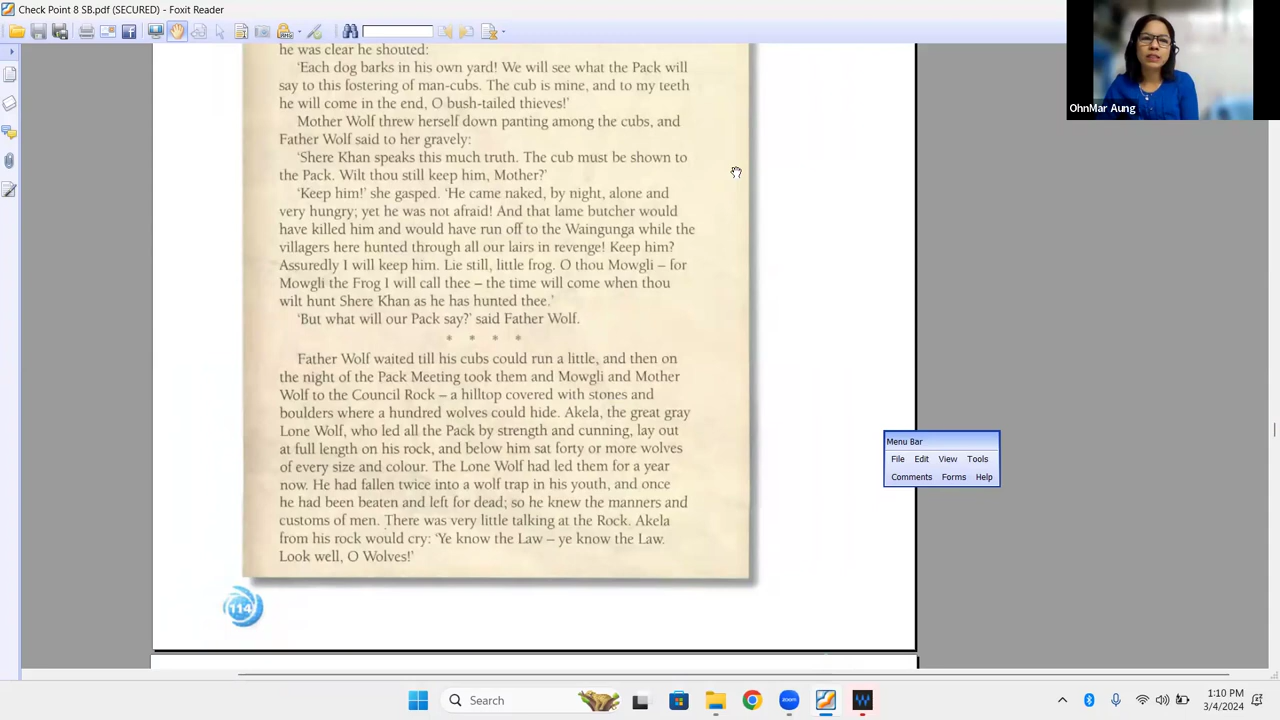 Check Point 8 SB.pdf (SECURED) - Foxit Reader
OhnMar Aung
he was clear he shouted:
‘Each dog barks in his own yard! We will see what the Pack will
say to this fostering of man-cubs. The cub is mine, and to my teeth
he will come in the end, O bush-tailed thieves!’
Mother Wolf threw herself down panting among the cubs, and
Father Wolf said to her gravely:
‘Shere Khan speaks this much truth. The cub must be shown to
the Pack. Wilt thou still keep him, Mother?’
‘Keep him!’ she gasped. ‘He came naked, by night, alone and
very hungry; yet he was not afraid! And that lame butcher would
have killed him and would have run off to the Waingunga while the
villagers here hunted through all our lairs in revenge! Keep him?
Assuredly I will keep him. Lie still, little frog. O thou Mowgli – for
Mowgli the Frog I will call thee – the time will come when thou
wilt hunt Shere Khan as he has hunted thee.’
‘But what will our Pack say?’ said Father Wolf.
* * * *
Father Wolf waited till his cubs could run a little, and then on
the night of the Pack Meeting took them and Mowgli and Mother
Wolf to the Council Rock – a hilltop covered with stones and
boulders where a hundred wolves could hide. Akela, the great gray
Lone Wolf, who led all the Pack by strength and cunning, lay out
at full length on his rock, and below him sat forty or more wolves
of every size and colour. The Lone Wolf had led them for a year
now. He had fallen twice into a wolf trap in his youth, and once
he had been beaten and left for dead; so he knew the manners and
customs of men. There was very little talking at the Rock. Akela
from his rock would cry: ‘Ye know the Law – ye know the Law.
Look well, O Wolves!’
114
Menu Bar
File Edit View Tools
Comments Forms Help
Search
1:10 PM
3/4/2024